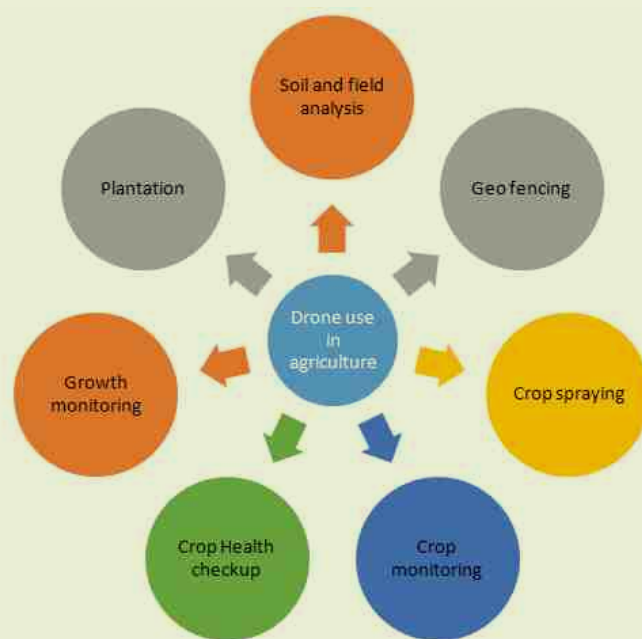 Soil and field
analysis
Plantation
Geo fencing
Drone use
in
agriculture
Growth
monitoring
Crop spraying
Crop Health
checkup
Crop
monitoring